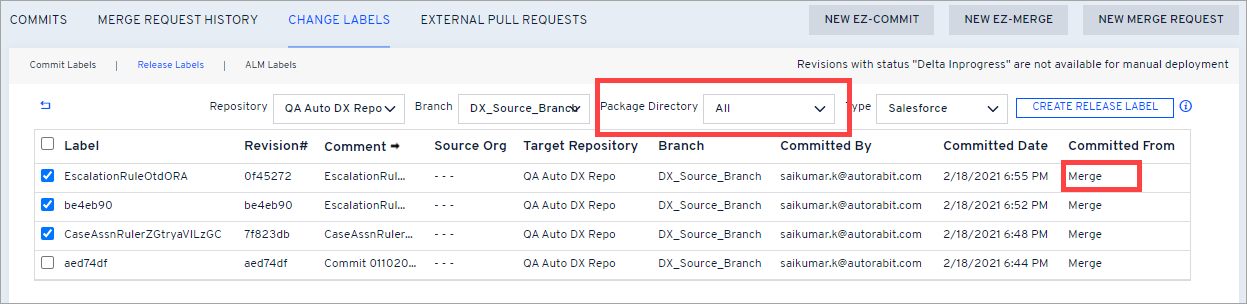 COMMITS MERGE REQUEST HISTORY CHANGE LABELS EXTERNAL PULL REQUESTS NEW EZ-COMMIT NEW EZ-MERGE NEW MERGE REQUEST
Commit Labels | Release Labels | ALM Labels Revisions with status "Delta Inprogress" are not available for manual deployment
Repository QA Auto DX Repo Branch DX_Source_Branch Package Directory All Type Salesforce CREATE RELEASE LABEL
Label Revision# Comment Source Org Target Repository Branch Committed By Committed Date Committed From
EscalationRuleOtdORA 0f45272 EscalationRul... - - - QA Auto DX Repo DX_Source_Branch saikumar.k@autorabit.com 2/18/2021 6:55 PM Merge
be4eb90 be4eb90 EscalationRul... - - - QA Auto DX Repo DX_Source_Branch saikumar.k@autorabit.com 2/18/2021 6:52 PM Merge
CaseAssnRulerZGtryaVILzGC 7f823db CaseAssnRuler... - - - QA Auto DX Repo DX_Source_Branch saikumar.k@autorabit.com 2/18/2021 6:48 PM Merge
aed74df aed74df Commit 011020... - - - QA Auto DX Repo DX_Source_Branch saikumar.k@autorabit.com 2/18/2021 6:44 PM Merge